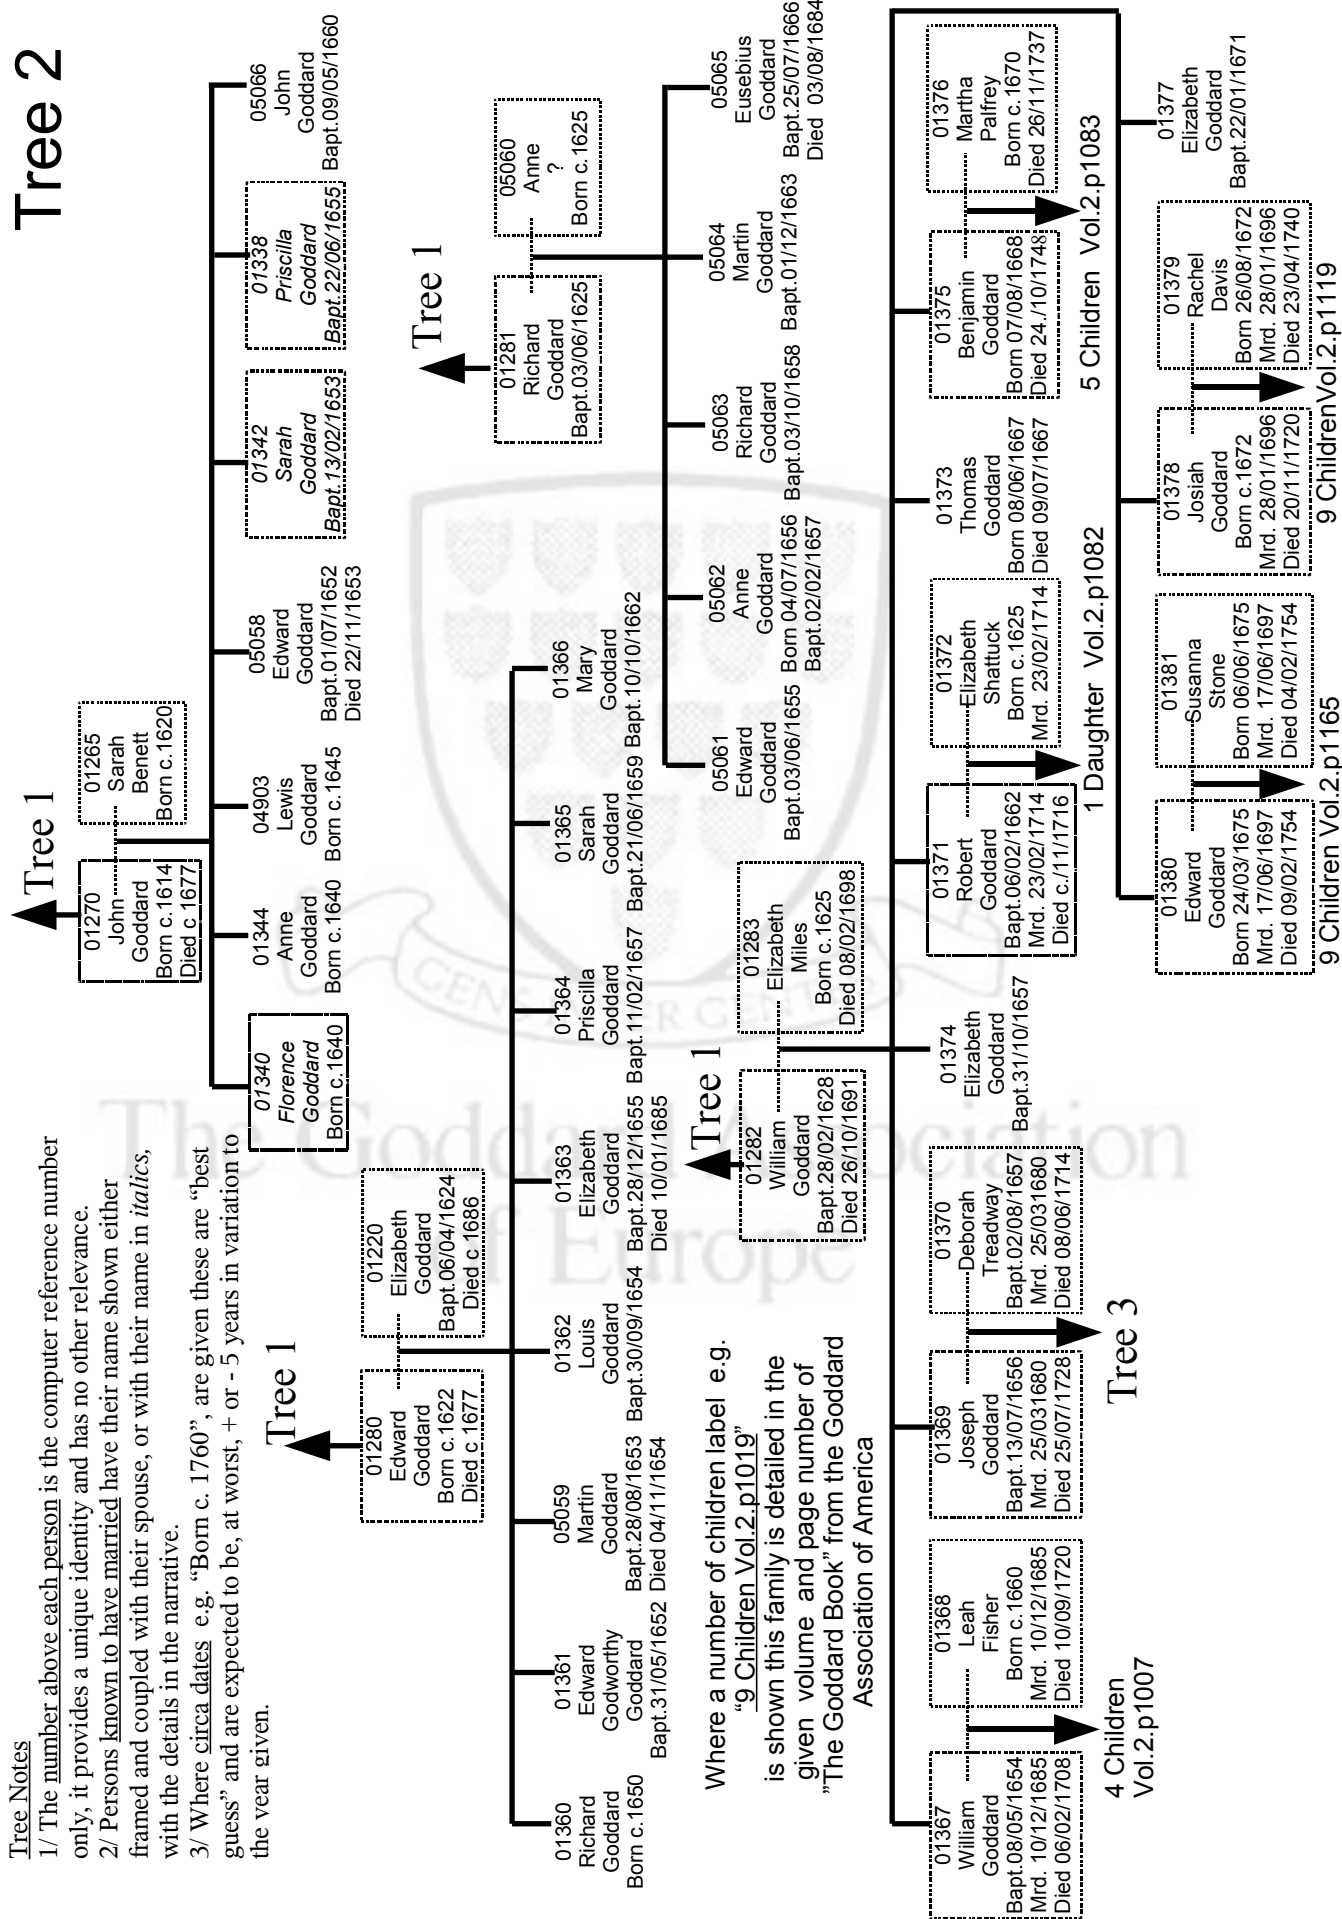 Tree 2
Tree Notes
1/ The number above each person is the computer reference number
only, it provides a unique identity and has no other relevance.
2/ Persons known to have married have their name shown either
framed and coupled with their spouse, or with their name in italics,
with the details in the narrative.
3/ Where circa dates e.g. “Born c. 1760”, are given these are “best
guess” and are expected to be, at worst, + or - 5 years in variation to
the year given.
Tree 1
01270
John
Goddard
Born c.1614
Died c 1677
01265
Sarah
Benett
Born c.1620
01340
Florence
Goddard
Born c.1640
01344
Anne
Goddard
Born c.1640
04903
Lewis
Goddard
Born c.1645
05058
Edward
Goddard
Bapt.01/07/1652
Died 22/11/1653
01342
Sarah
Goddard
Bapt.13/02/1653
01338
Priscilla
Goddard
Bapt.22/06/1655
05066
John
Goddard
Bapt.09/05/1660
Tree 1
01280
Edward
Goddard
Born c.1622
Died c 1677
01220
Elizabeth
Goddard
Bapt.06/04/1624
Died c 1686
01360
Richard
Goddard
Born c.1650
01361
Edward
Godworthy
Goddard
Bapt.31/05/1652
05059
Martin
Goddard
Bapt.28/08/1653
Died 04/11/1654
01362
Louis
Goddard
Bapt.30/09/1654
01363
Elizabeth
Goddard
Bapt.28/12/1655
Died 10/01/1685
01364
Priscilla
Goddard
Bapt.11/02/1657
01365
Sarah
Goddard
Bapt.21/06/1659
01366
Mary
Goddard
Bapt.10/10/1662
Tree 1
01281
Richard
Goddard
Bapt.03/06/1625
05060
Anne
?
Born c.1625
05061
Edward
Goddard
Bapt.03/06/1655
05062
Anne
Goddard
Born 04/07/1656
Bapt.02/02/1657
05063
Richard
Goddard
Bapt.03/10/1658
05064
Martin
Goddard
Bapt.01/12/1663
05065
Eusebius
Goddard
Bapt.25/07/1666
Died 03/08/1684
Where a number of children label e.g.
“9 Children Vol.2.p1019”
is shown this family is detailed in the
given volume and page number of
”The Goddard Book” from the Goddard
Association of America
Tree 1
01282
William
Goddard
Bapt.28/02/1628
Died 26/10/1691
01283
Elizabeth
Miles
Born c.1625
Died 08/02/1698
01367
William
Goddard
Bapt.08/05/1654
Mrd. 10/12/1685
Died 06/02/1708
01368
Leah
Fisher
Born c.1660
Mrd. 10/12/1685
Died 10/09/1720
4 Children
Vol.2.p1007
01369
Joseph
Goddard
Bapt.13/07/1656
Mrd. 25/031680
Died 25/07/1728
01370
Deborah
Treadway
Bapt.02/08/1657
Mrd. 25/031680
Died 08/06/1714
Tree 3
01374
Elizabeth
Goddard
Bapt.31/10/1657
01371
Robert
Goddard
Bapt.06/02/1662
Mrd. 23/02/1714
Died c./11/1716
01372
Elizabeth
Shattuck
Born c.1625
Mrd. 23/02/1714
1 Daughter Vol.2.p1082
01373
Thomas
Goddard
Born 08/06/1667
Died 09/07/1667
01375
Benjamin
Goddard
Born 07/08/1668
Died 24./10/1748
01376
Martha
Palfrey
Born c.1670
Died 26/11/1737
5 Children Vol.2.p1083
01380
Edward
Goddard
Born 24/03/1675
Mrd. 17/06/1697
Died 09/02/1754
01381
Susanna
Stone
Born 06/06/1675
Mrd. 17/06/1697
Died 04/02/1754
9 Children Vol.2.p1165
01378
Josiah
Goddard
Born c.1672
Mrd. 28/01/1696
Died 20/11/1720
01379
Rachel
Davis
Born 26/08/1672
Mrd. 28/01/1696
Died 23/04/1740
9 ChildrenVol.2.p1119
01377
Elizabeth
Goddard
Bapt.22/01/1671
The Goddard Association
of Europe